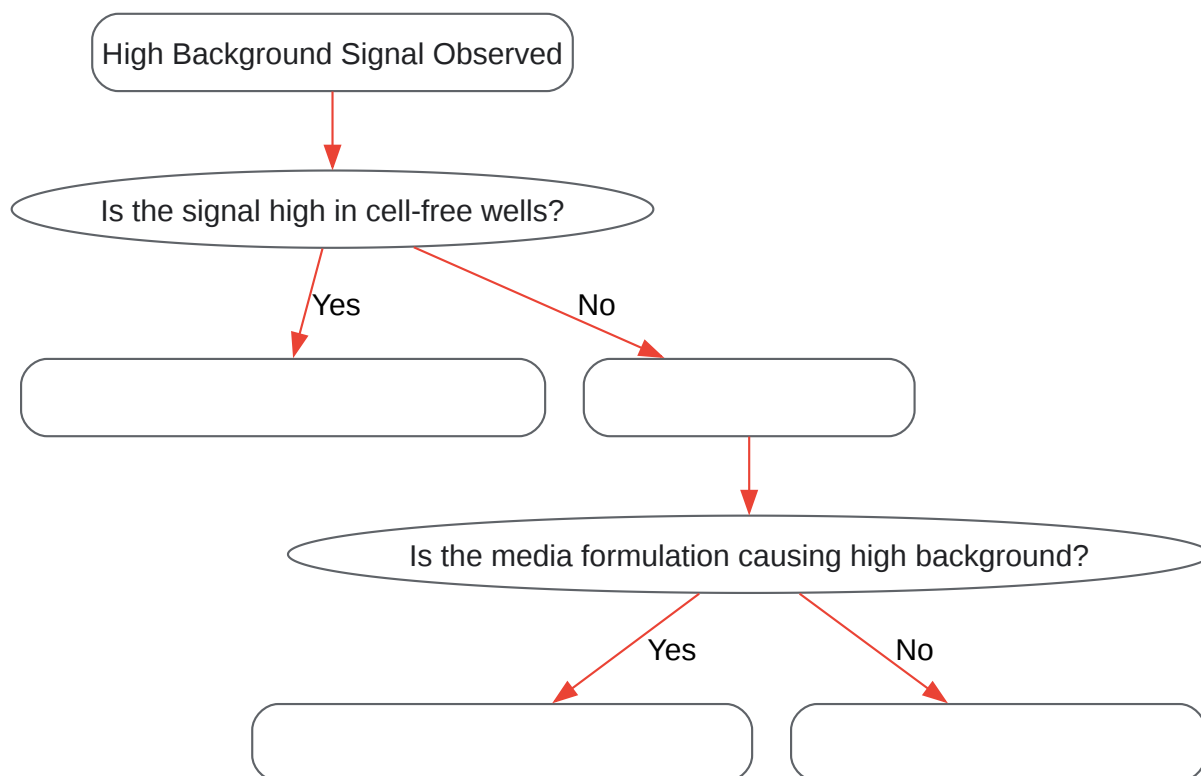 High Background Signal Observed
Is the signal high in cell-free wells?
Yes
No
Is the media formulation causing high background?
Yes
No